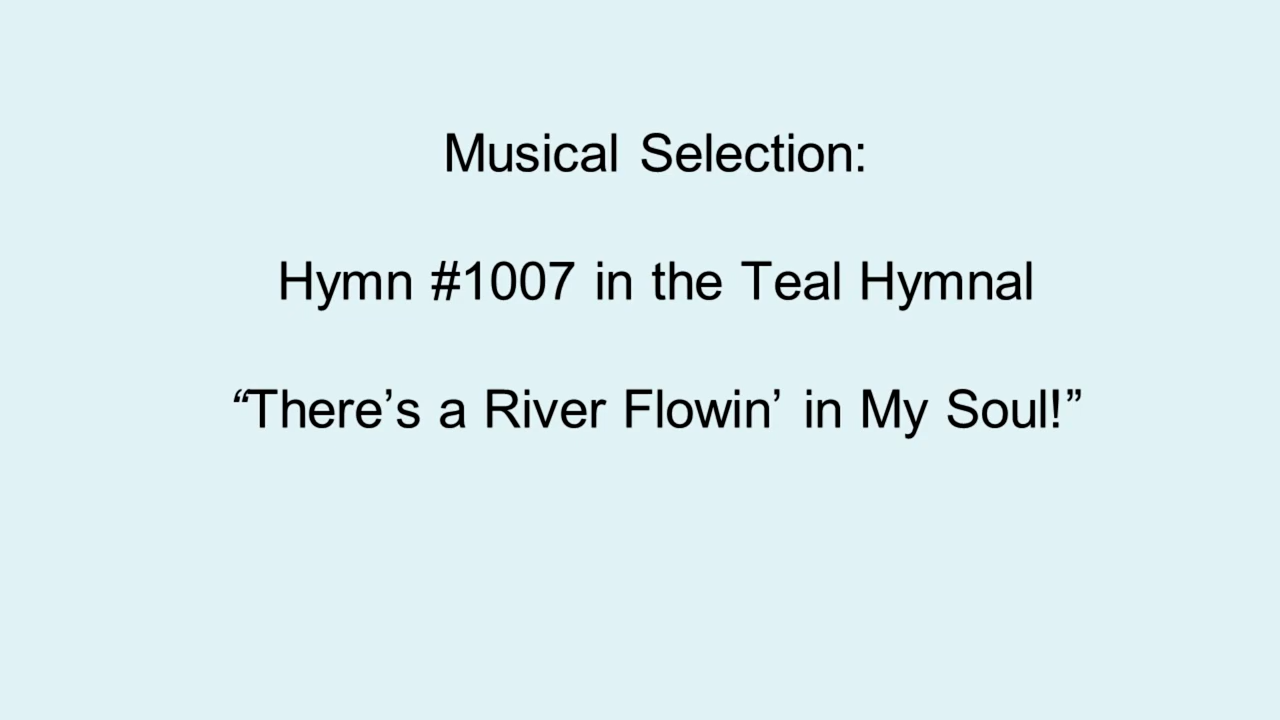 Musical Selection:
Hymn #1007 in the Teal Hymnal
“There’s a River Flowin’ in My Soul!”